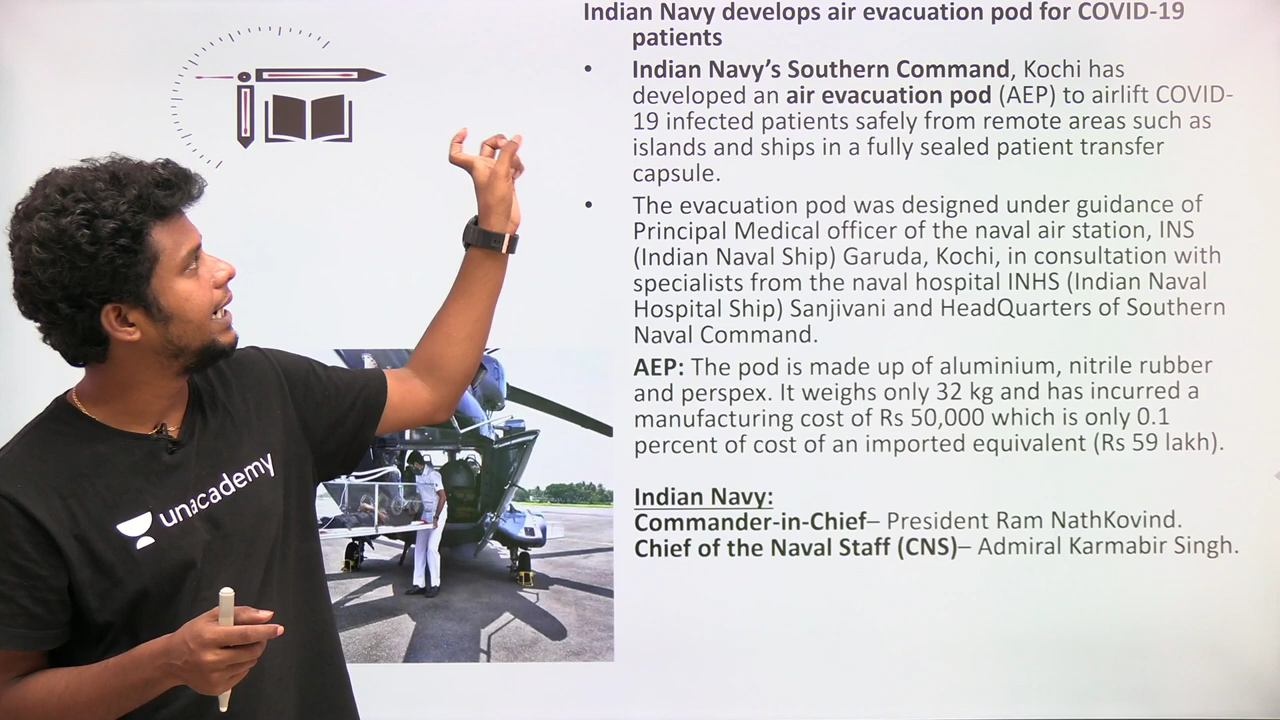 Indian Navy develops air evacuation pod for COVID-19
patients
• Indian Navy’s Southern Command, Kochi has
developed an air evacuation pod (AEP) to airlift COVID-
19 infected patients safely from remote areas such as
islands and ships in a fully sealed patient transfer
capsule.
• The evacuation pod was designed under guidance of
Principal Medical officer of the naval air station, INS
(Indian Naval Ship) Garuda, Kochi, in consultation with
specialists from the naval hospital INHS (Indian Naval
Hospital Ship) Sanjivani and HeadQuarters of Southern
Naval Command.
AEP: The pod is made up of aluminium, nitrile rubber
and perspex. It weighs only 32 kg and has incurred a
manufacturing cost of Rs 50,000 which is only 0.1
percent of cost of an imported equivalent (Rs 59 lakh).
Indian Navy:
Commander-in-Chief– President Ram NathKovind.
Chief of the Naval Staff (CNS)– Admiral Karmabir Singh.
unacademy